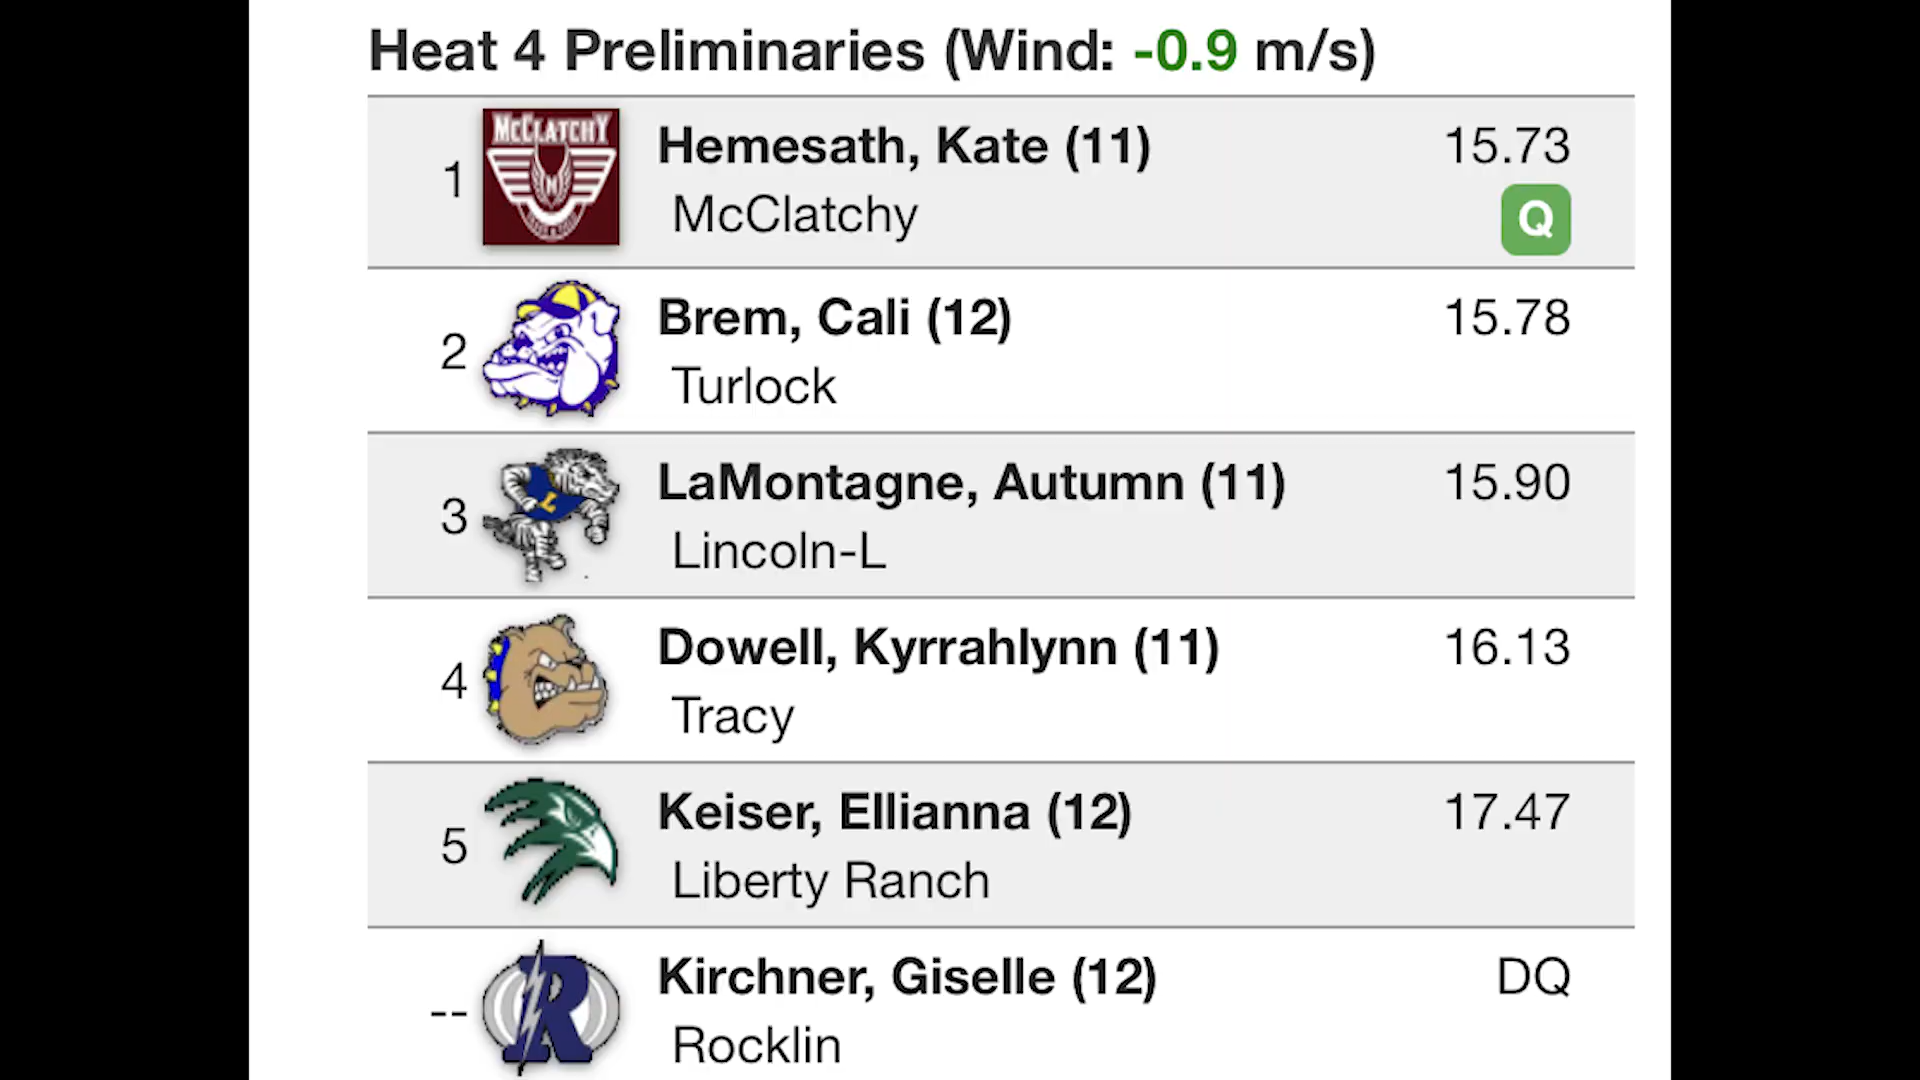 Heat 4 Preliminaries (Wind: -0.9 m/s)
1 McCLATCHY Hemesath, Kate (11) 15.73
McClatchy Q
2 Brem, Cali (12) 15.78
Turlock
3 LaMontagne, Autumn (11) 15.90
L Lincoln-L
4 Dowell, Kyrrahlynn (11) 16.13
Tracy
5 Keiser, Ellianna (12) 17.47
Liberty Ranch
-- R Kirchner, Giselle (12) DQ
Rocklin